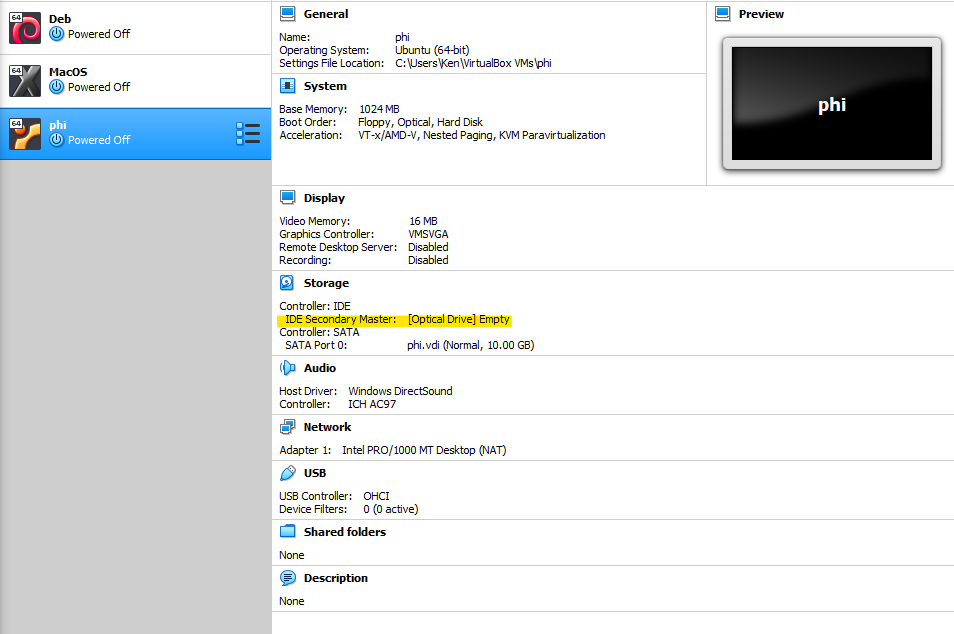 64
Deb
Powered Off
64
MacOS
Powered Off
64
phi
Powered Off
General
Name: phi
Operating System: Ubuntu (64-bit)
Settings File Location: C:\Users\Ken\VirtualBox VMs\phi
System
Base Memory: 1024 MB
Boot Order: Floppy, Optical, Hard Disk
Acceleration: VT-x/AMD-V, Nested Paging, KVM Paravirtualization
Preview
phi
Display
Video Memory: 16 MB
Graphics Controller: VMSVGA
Remote Desktop Server: Disabled
Recording: Disabled
Storage
Controller: IDE
IDE Secondary Master: [Optical Drive] Empty
Controller: SATA
SATA Port 0: phi.vdi (Normal, 10.00 GB)
Audio
Host Driver: Windows DirectSound
Controller: ICH AC97
Network
Adapter 1: Intel PRO/1000 MT Desktop (NAT)
USB
USB Controller: OHCI
Device Filters: 0 (0 active)
Shared folders
None
Description
None